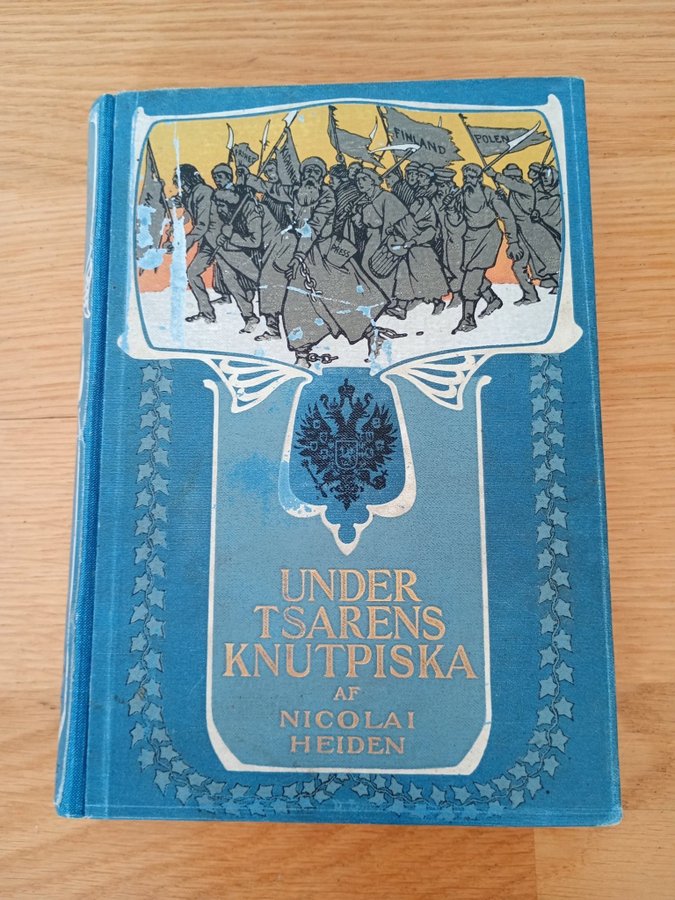 FINLAND
POLEN
PRESS
UNDER
TSARENS
KNUTPISKA
AF
NICOLAI
HEIDEN